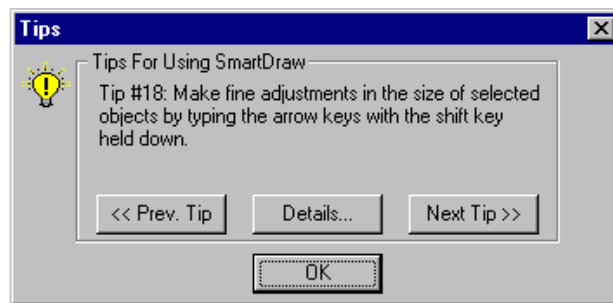 Tips
Tips For Using SmartDraw
Tip #18: Make fine adjustments in the size of selected
objects by typing the arrow keys with the shift key
held down.
<< Prev. Tip
Details...
Next Tip >>
OK